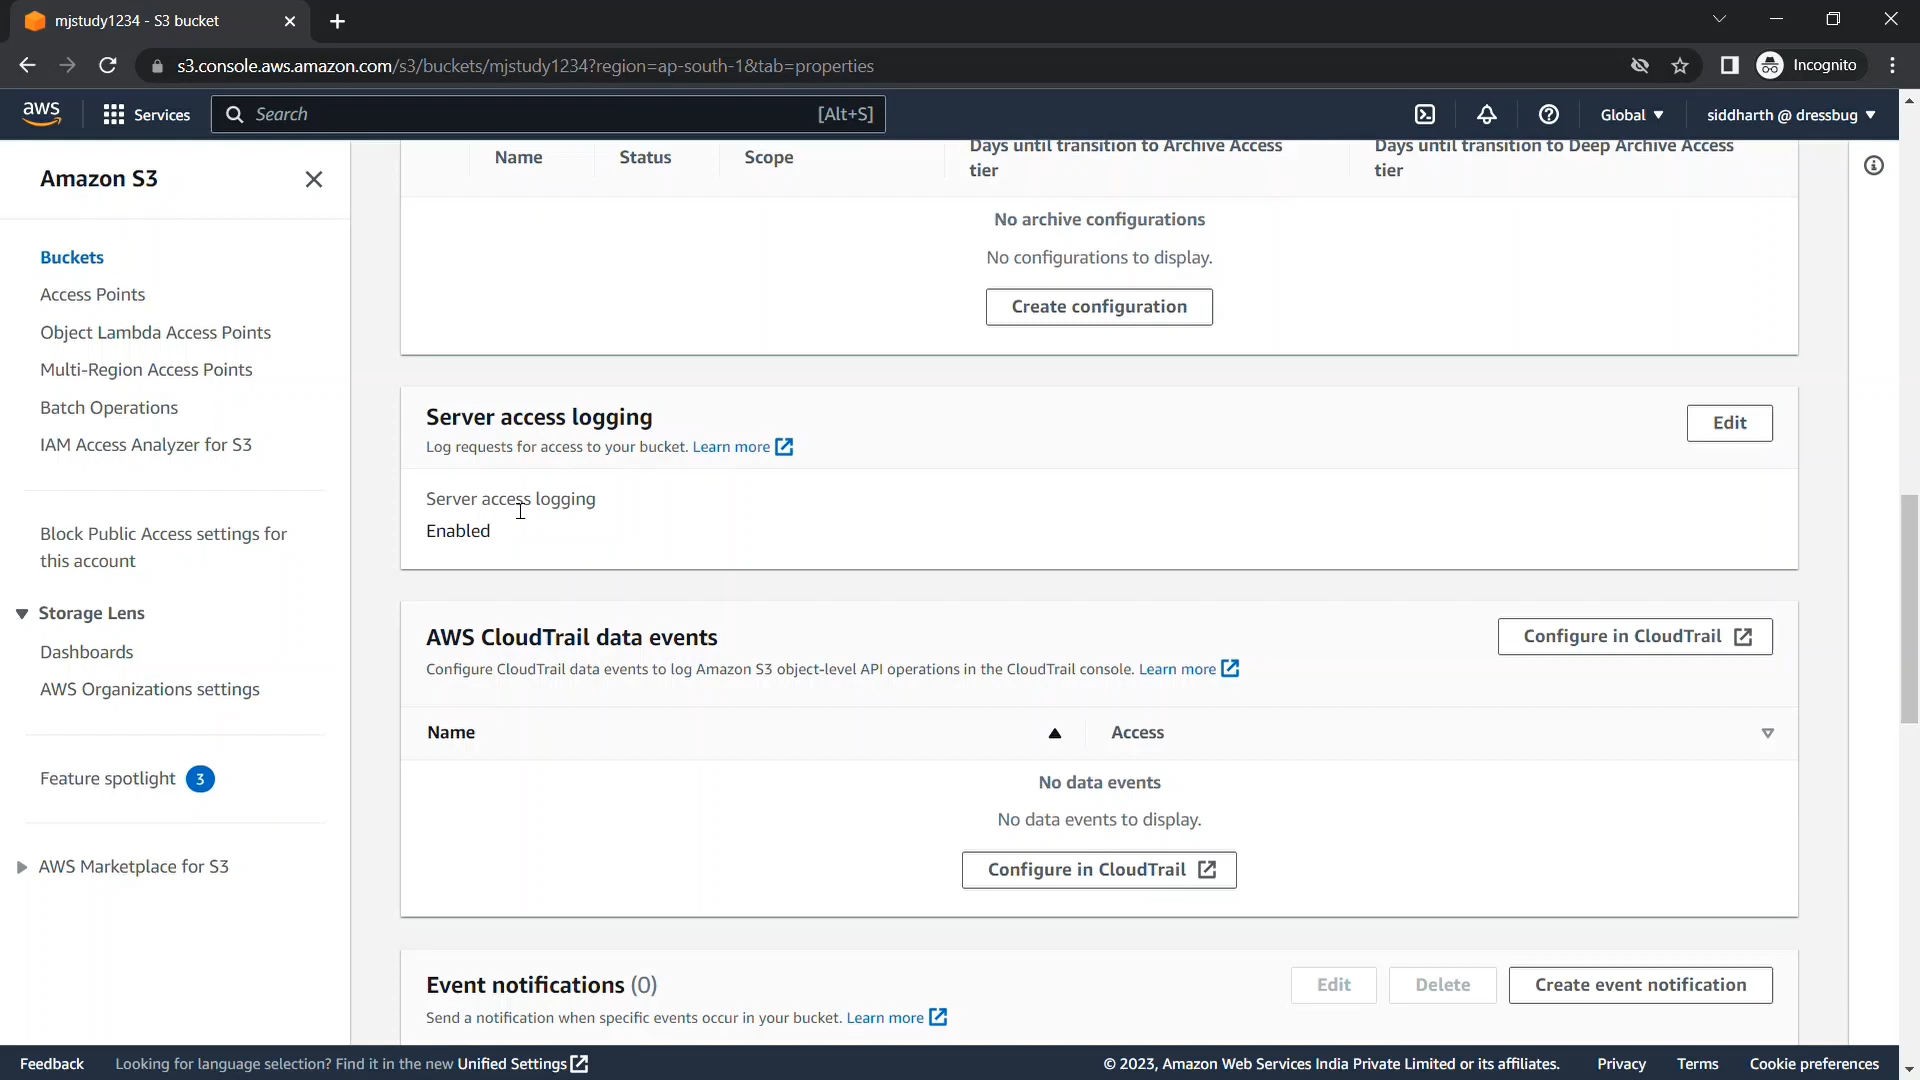 mjstudy1234 - S3 bucket
s3.console.aws.amazon.com/s3/buckets/mjstudy1234?region=ap-south-1&tab=properties
Incognito
aws
Services
Search
[Alt+S]
Global
siddharth @ dressbug
Amazon S3
Buckets
Access Points
Object Lambda Access Points
Multi-Region Access Points
Batch Operations
IAM Access Analyzer for S3
Block Public Access settings for
this account
Storage Lens
Dashboards
AWS Organizations settings
Feature spotlight 3
AWS Marketplace for S3
Name
Status
Scope
Days until transition to Archive Access
tier
Days until transition to Deep Archive Access
tier
No archive configurations
No configurations to display.
Create configuration
Server access logging
Edit
Log requests for access to your bucket. Learn more
Server access logging
Enabled
AWS CloudTrail data events
Configure in CloudTrail
Configure CloudTrail data events to log Amazon S3 object-level API operations in the CloudTrail console. Learn more
Name
Access
No data events
No data events to display.
Configure in CloudTrail
Event notifications (0)
Edit
Delete
Create event notification
Send a notification when specific events occur in your bucket. Learn more
Feedback
Looking for language selection? Find it in the new Unified Settings
© 2023, Amazon Web Services India Private Limited or its affiliates.
Privacy
Terms
Cookie preferences